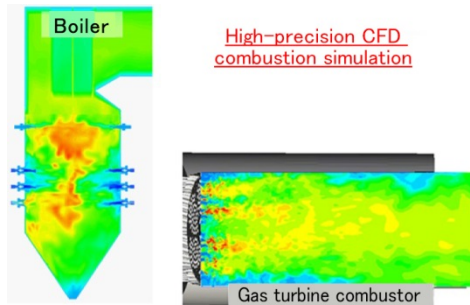 Boiler
High-precision CFD
combustion simulation
Gas turbine combustor